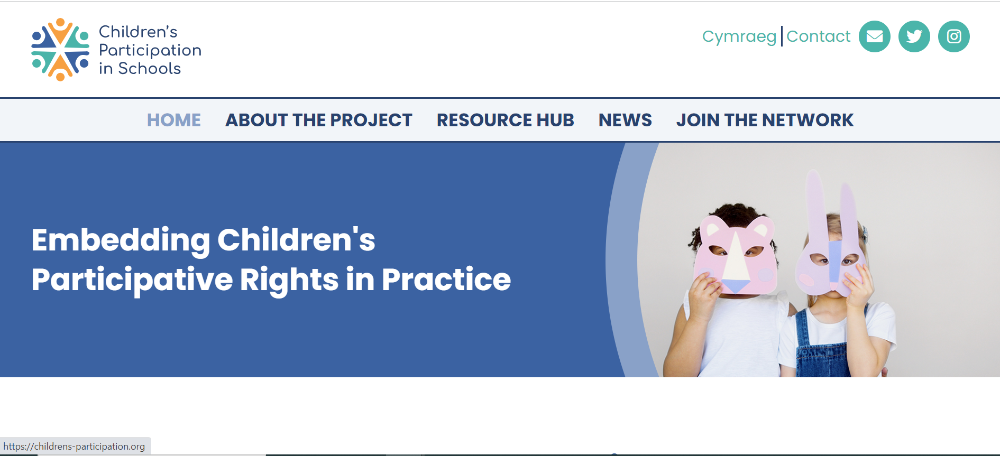 Children’s
Participation
in Schools
Cymraeg
Contact
HOME ABOUT THE PROJECT RESOURCE HUB NEWS JOIN THE NETWORK
Embedding Children's
Participative Rights in Practice
https://childrens-participation.org